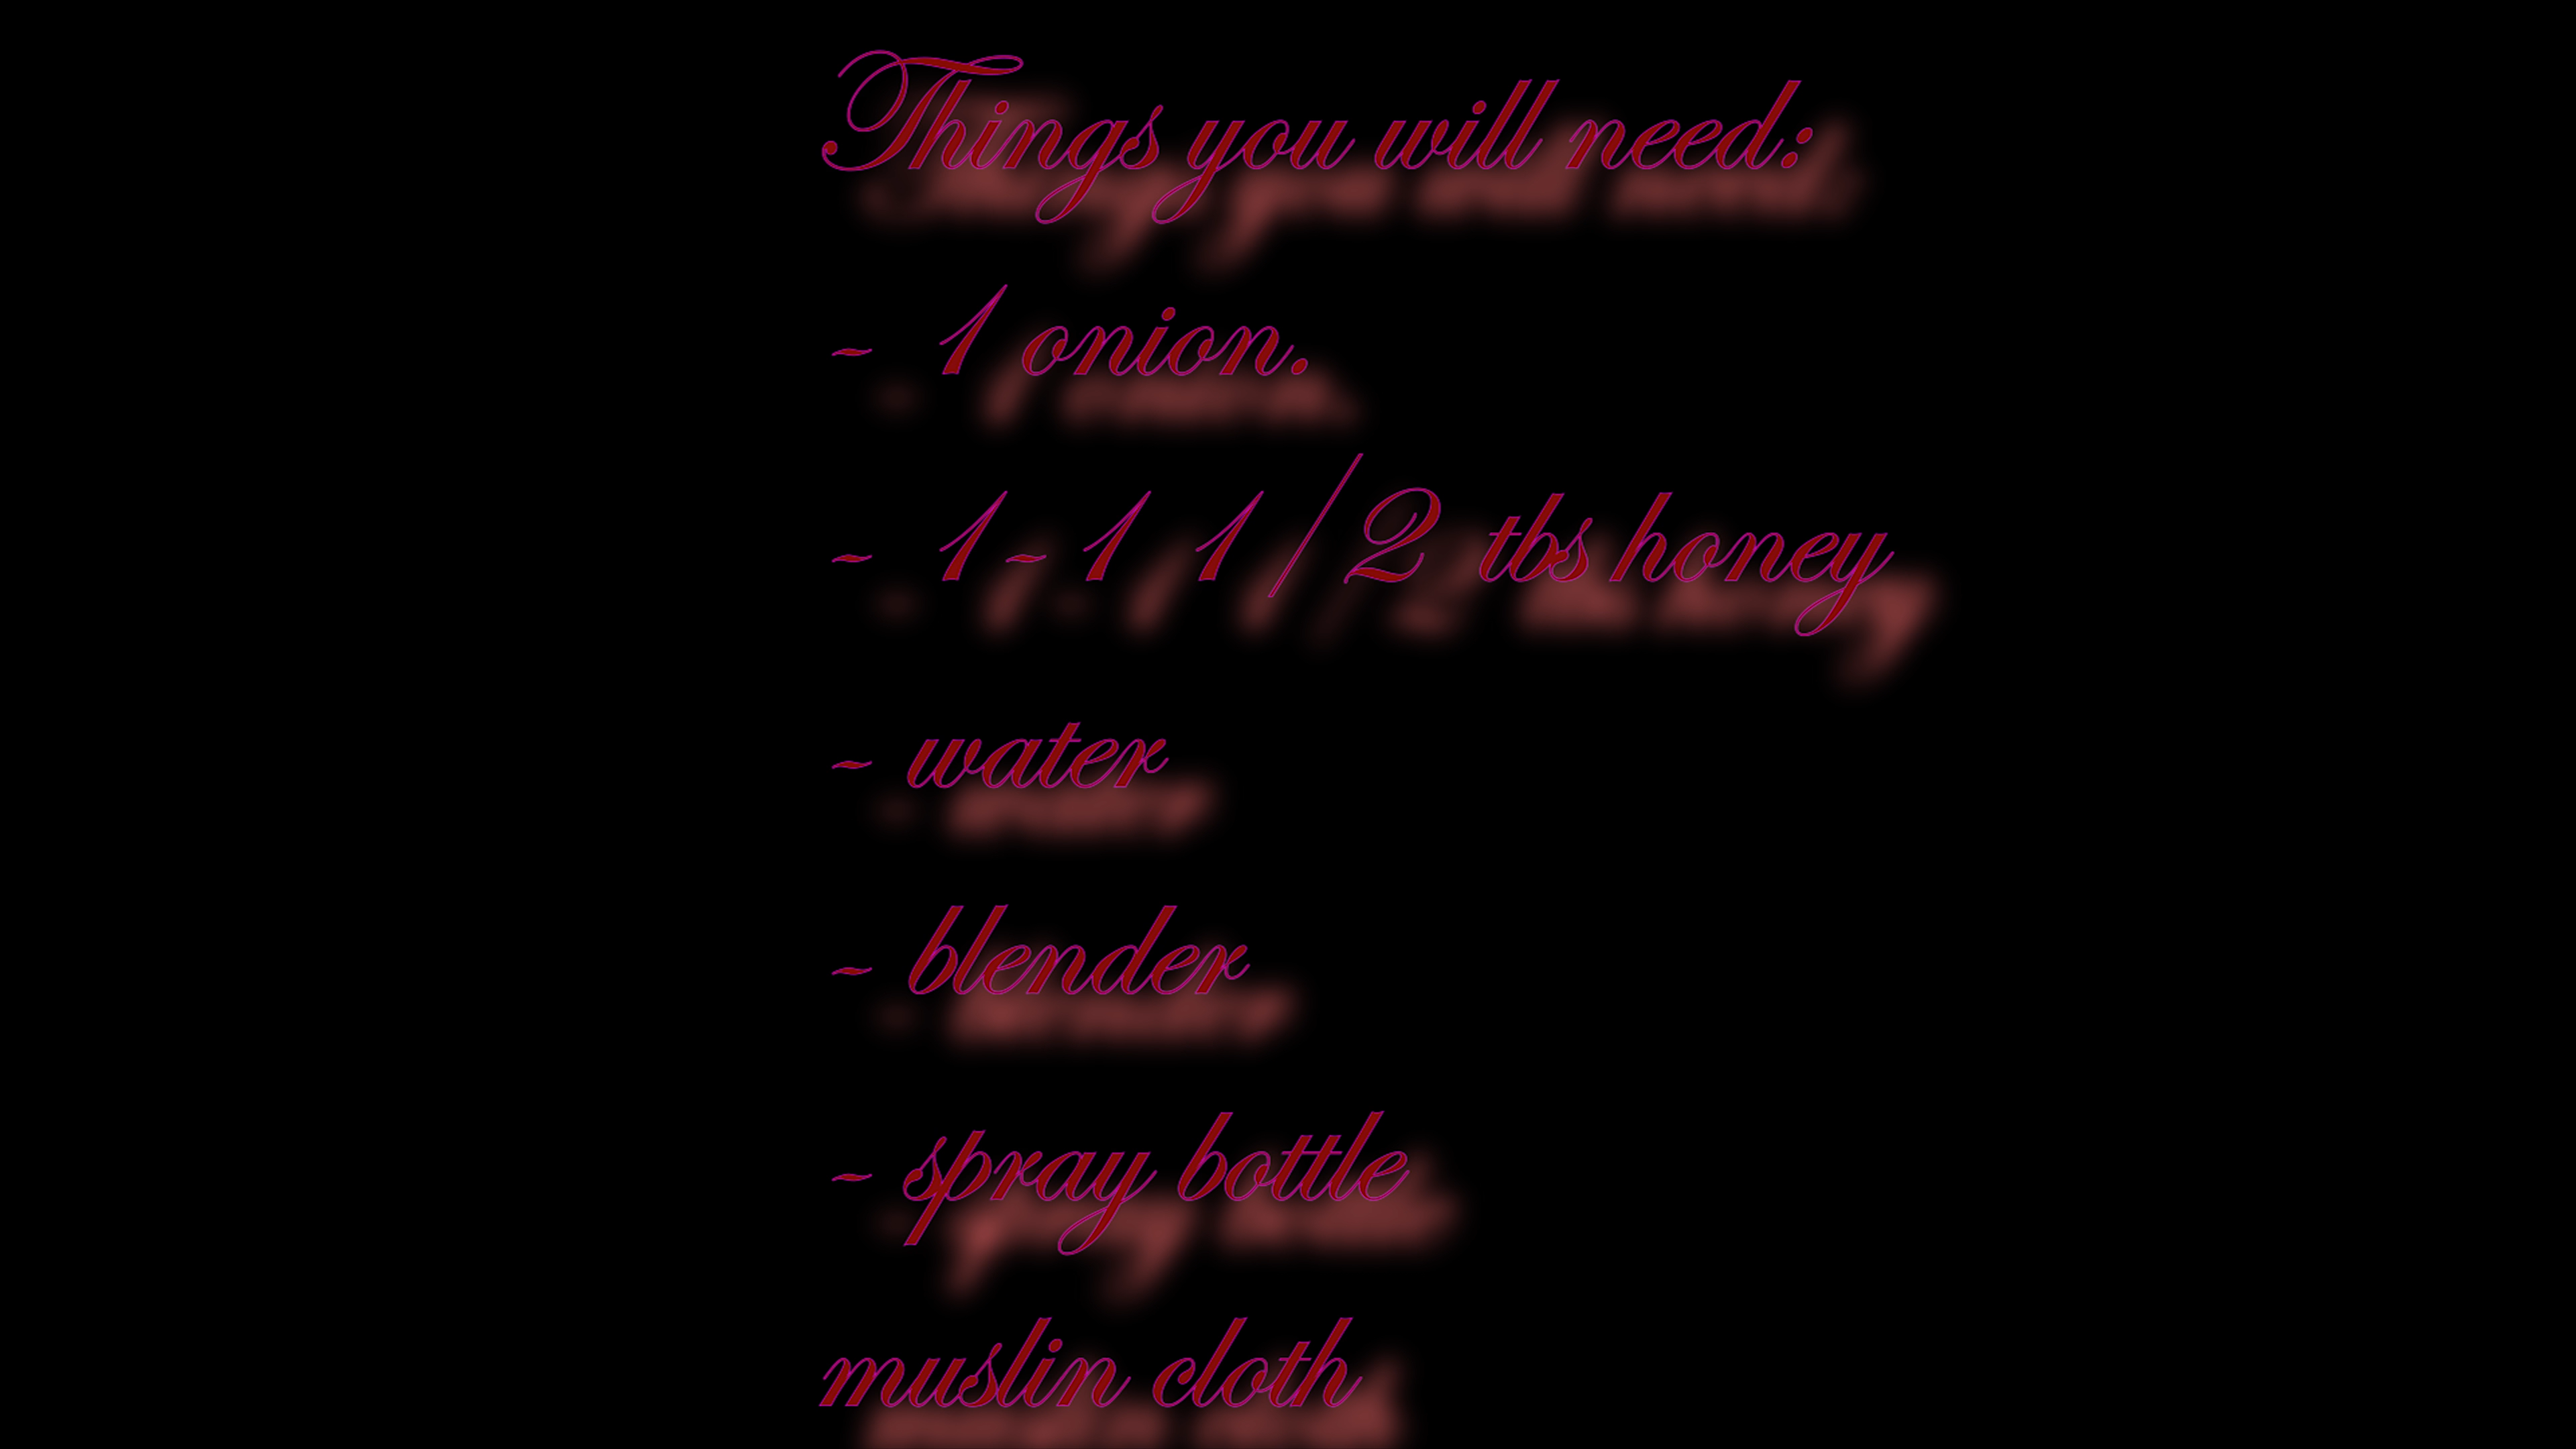 Things you will need:
- 1 onion.
- 1-1 1/2 tbs honey
- water
- blender
- spray bottle
muslin cloth